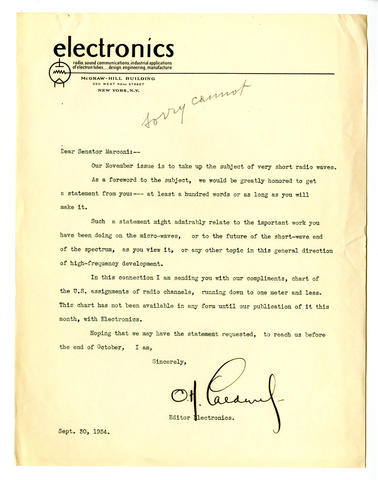 electronics
radio, sound, communications, industrial applications
of electron tubes.... design, engineering, manufacture
McGRAW-HILL BUILDING
330 WEST 42ND STREET
NEW YORK, N.Y.
sorry cannot
Dear Senator Marconi:--
Our November issue is to take up the subject of very short radio waves.
As a foreword to the subject, we would be greatly honored to get
a statement from you--- at least a hundred words or as long as you will
make it.
Such a statement might admirably relate to the important work you
have been doing on the micro-waves, or to the future of the short-wave end
of the spectrum, as you view it, or any other topic in this general direction
of high-frequency development.
In this connection I am sending you with our compliments, chart of
the U.S. assignments of radio channels, running down to one meter and less.
This chart has not been available in any form until our publication of it this
month, with Electronics.
Hoping that we may have the statement requested, to reach us before
the end of October, I am,
Sincerely,
O H. Caldwell
Editor Electronics.
Sept. 30, 1934.